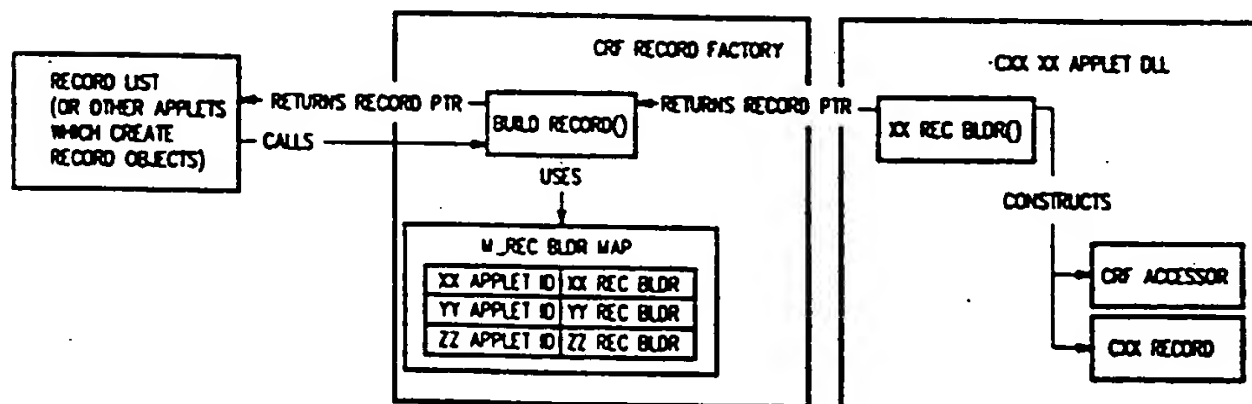 RECORD LIST
(OR OTHER APPLETS
WHICH CREATE
RECORD OBJECTS)
RETURNS RECORD PTR
CALLS
CRF RECORD FACTORY
BUILD RECORD()
USES
M_REC BLDR MAP
XX APPLET ID XX REC BLDR
YY APPLET ID YY REC BLDR
ZZ APPLET ID ZZ REC BLDR
RETURNS RECORD PTR
CXX XX APPLET DLL
XX REC BLDR()
CONSTRUCTS
CRF ACCESSOR
CXX RECORD